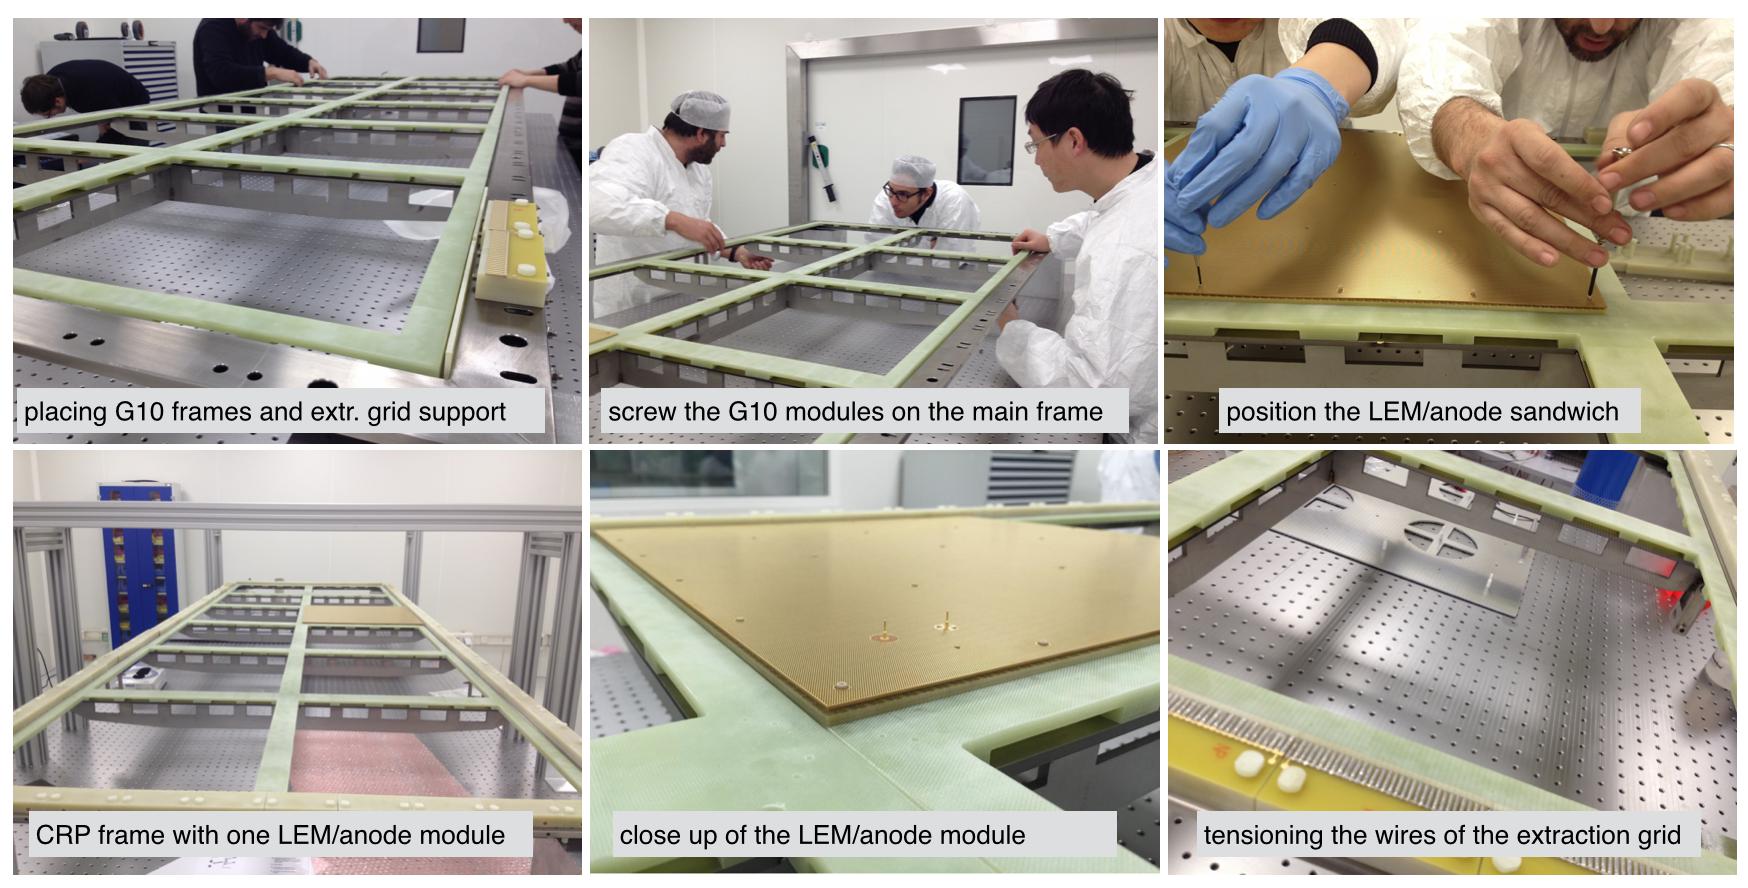 placing G10 frames and extr. grid support
screw the G10 modules on the main frame
position the LEM/anode sandwich
CRP frame with one LEM/anode module
close up of the LEM/anode module
tensioning the wires of the extraction grid